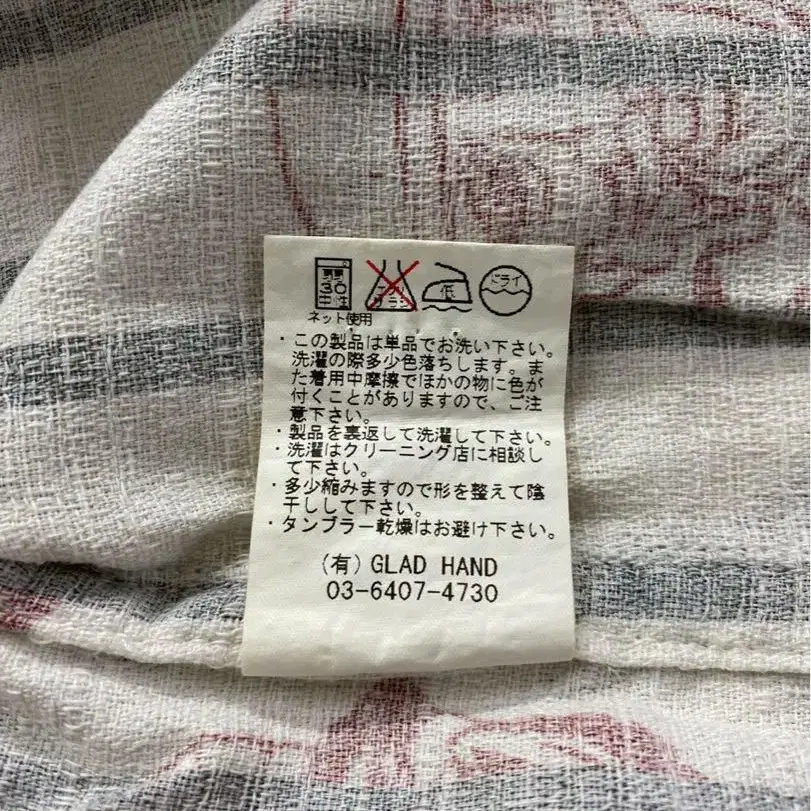 弱
30
中性
エンソ
サラシ
低
ドライ
ネット使用
・この製品は単品でお洗い下さい。
洗濯の際多少色落ちします。ま
た着用中摩擦でほかの物に色が
付くことがありますので、ご注
意下さい。
・製品を裏返して洗濯して下さい。
・洗濯はクリーニング店に相談し
て下さい。
・多少縮みますので形を整えて陰
干しして下さい。
・タンブラー乾燥はお避け下さい。
(有) GLAD HAND
03-6407-4730